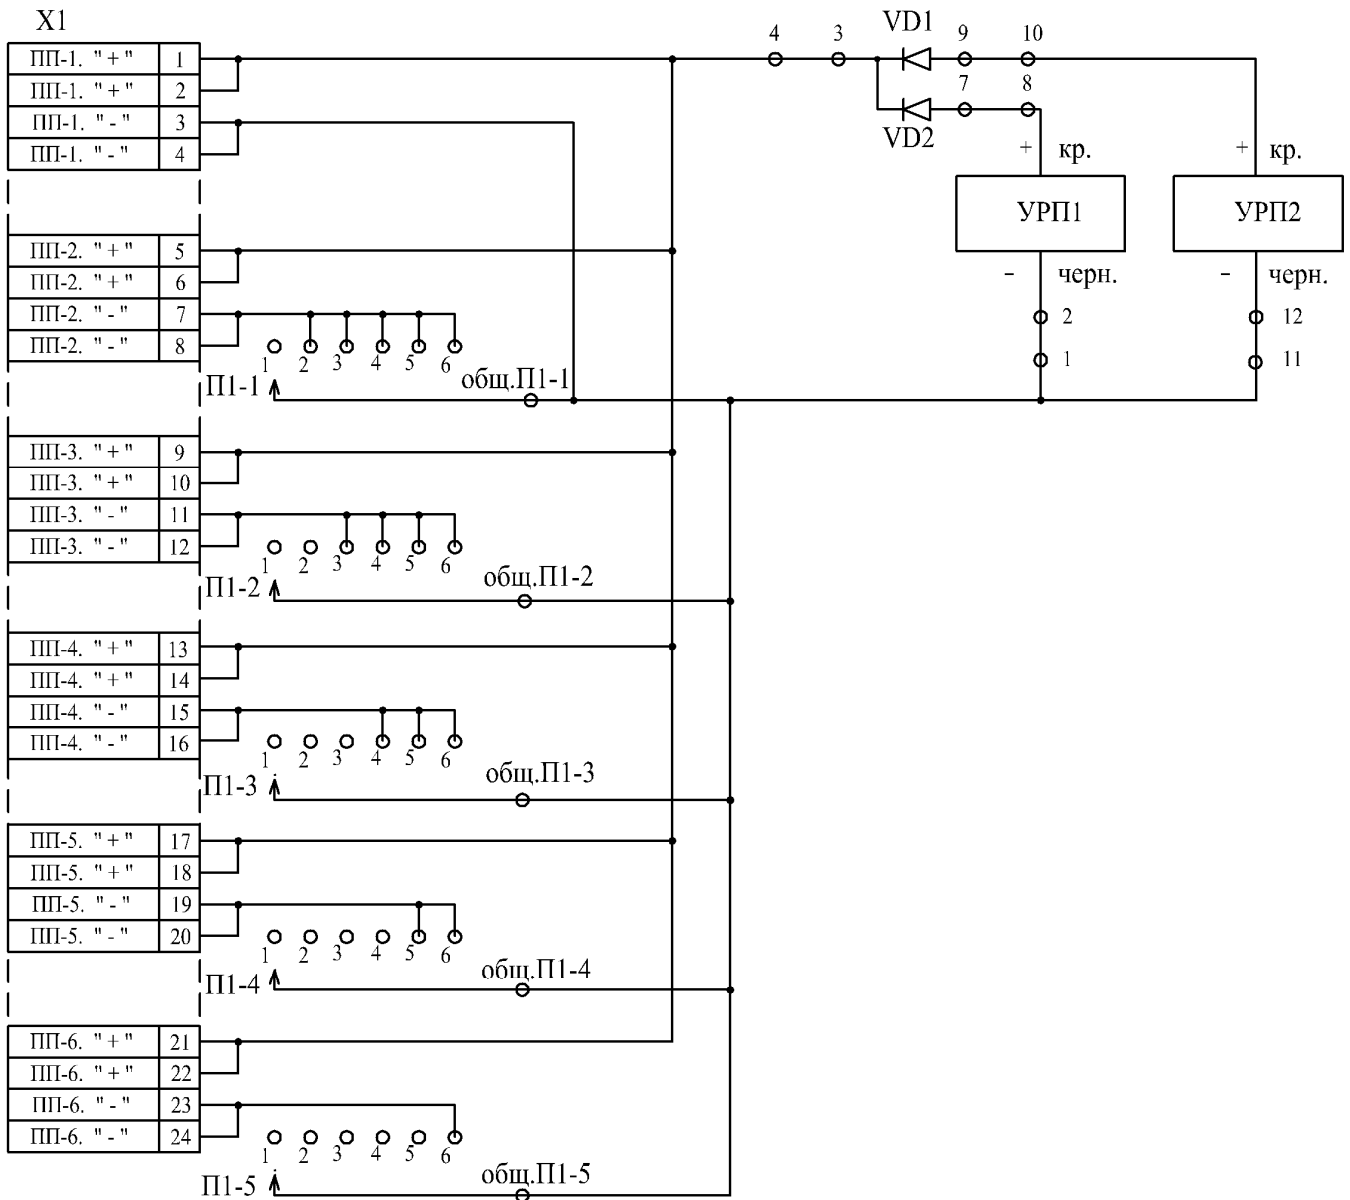 X1
ПП-1. "+" 1
ПП-1. "+" 2
ПП-1. "-" 3
ПП-1. "-" 4
4 3 VD1 9 10
VD2 7 8
+ кр.
+ кр.
УРП1
УРП2
- черн.
- черн.
2
1
12
11
ПП-2. "+" 5
ПП-2. "+" 6
ПП-2. "-" 7
ПП-2. "-" 8
1 2 3 4 5 6
П1-1
общ.П1-1
ПП-3. "+" 9
ПП-3. "+" 10
ПП-3. "-" 11
ПП-3. "-" 12
1 2 3 4 5 6
П1-2
общ.П1-2
ПП-4. "+" 13
ПП-4. "+" 14
ПП-4. "-" 15
ПП-4. "-" 16
1 2 3 4 5 6
П1-3
общ.П1-3
ПП-5. "+" 17
ПП-5. "+" 18
ПП-5. "-" 19
ПП-5. "-" 20
1 2 3 4 5 6
П1-4
общ.П1-4
ПП-6. "+" 21
ПП-6. "+" 22
ПП-6. "-" 23
ПП-6. "-" 24
1 2 3 4 5 6
П1-5
общ.П1-5